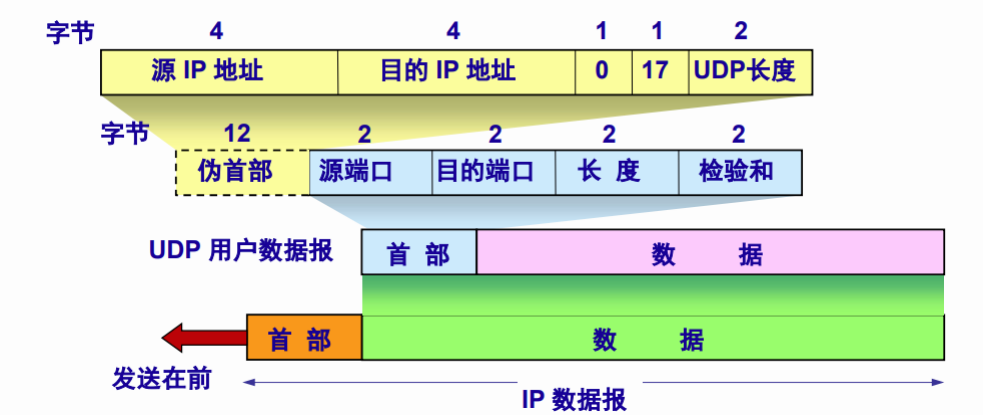 字节 4 4 1 1 2
源 IP 地址 目的 IP 地址 0 17 UDP长度
字节 12 2 2 2 2
伪首部 源端口 目的端口 长 度 检验和
UDP 用户数据报 首 部 数 据
首 部 数 据
发送在前
IP 数据报